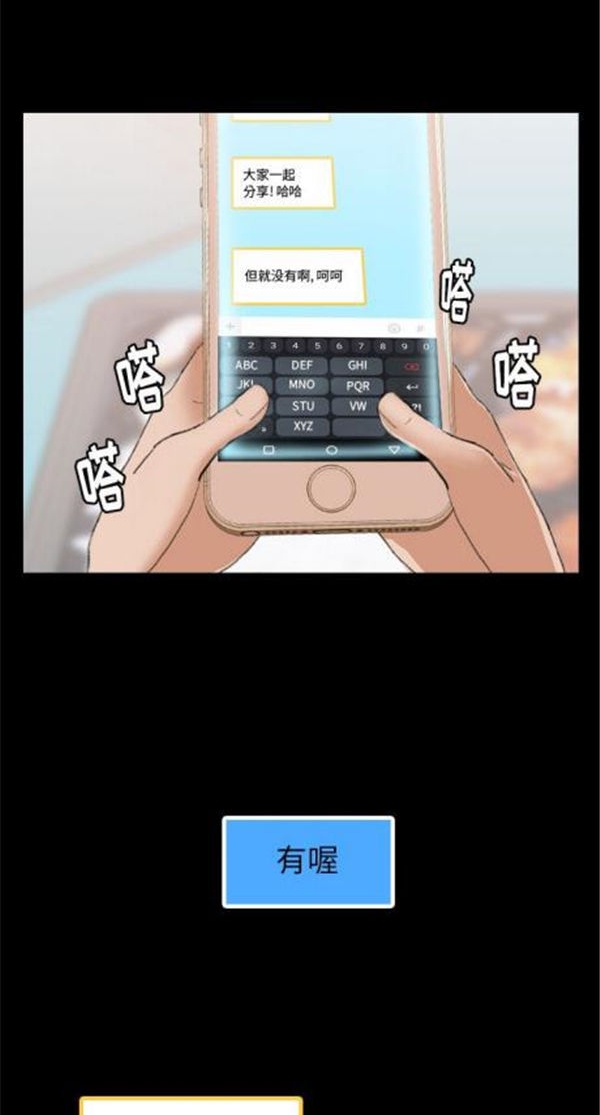 大家一起
分享! 哈哈
但就没有啊, 呵呵
嗒
嗒
嗒
嗒
+ #
1 2 3 4 5 6 7 8 9 0
ABC DEF GHI
JKL MNO PQR
STU VW ?!
XYZ
有喔